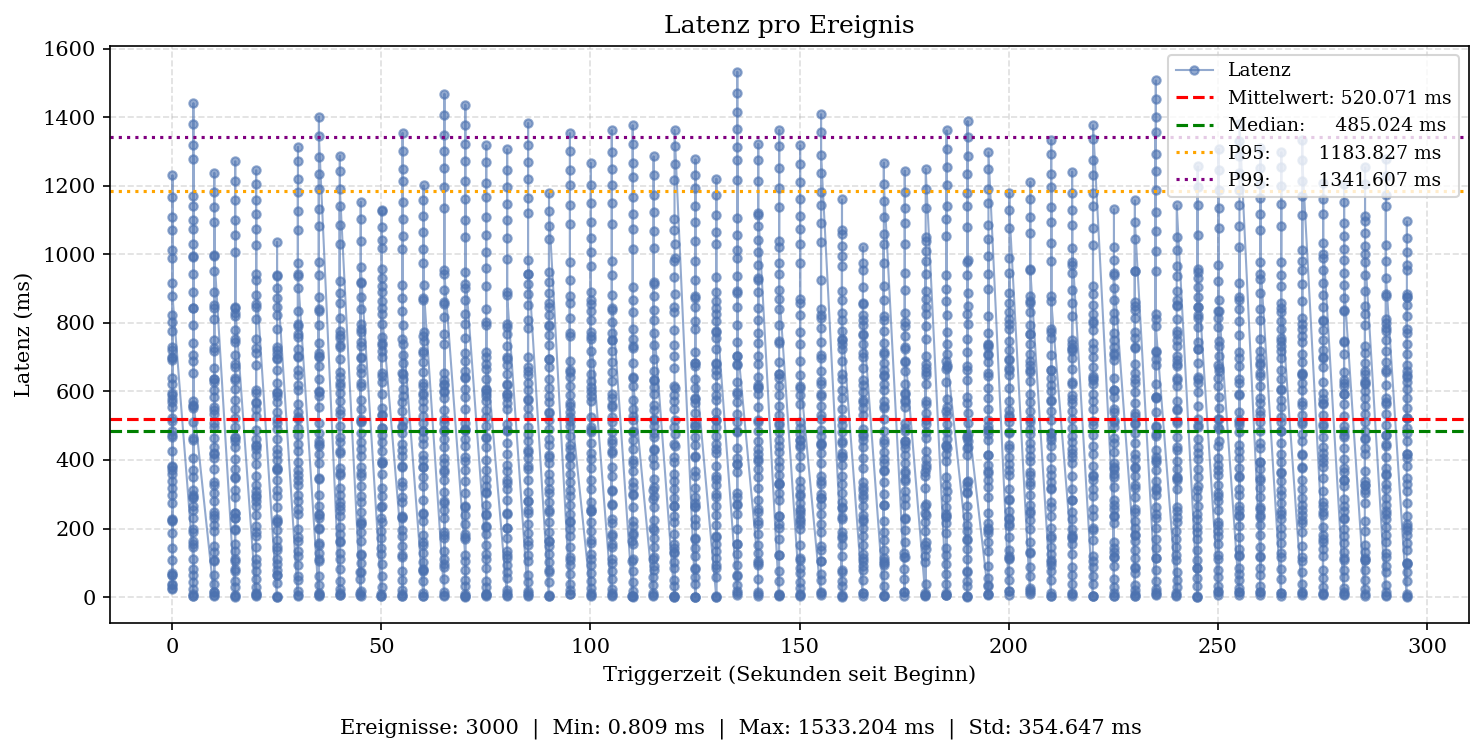 Latenz pro Ereignis
1600
1400
1200
1000
800
600
400
200
0
Latenz (ms)
Latenz
Mittelwert: 520.071 ms
Median: 485.024 ms
P95: 1183.827 ms
P99: 1341.607 ms
0 50 100 150 200 250 300
Triggerzeit (Sekunden seit Beginn)
Ereignisse: 3000 | Min: 0.809 ms | Max: 1533.204 ms | Std: 354.647 ms